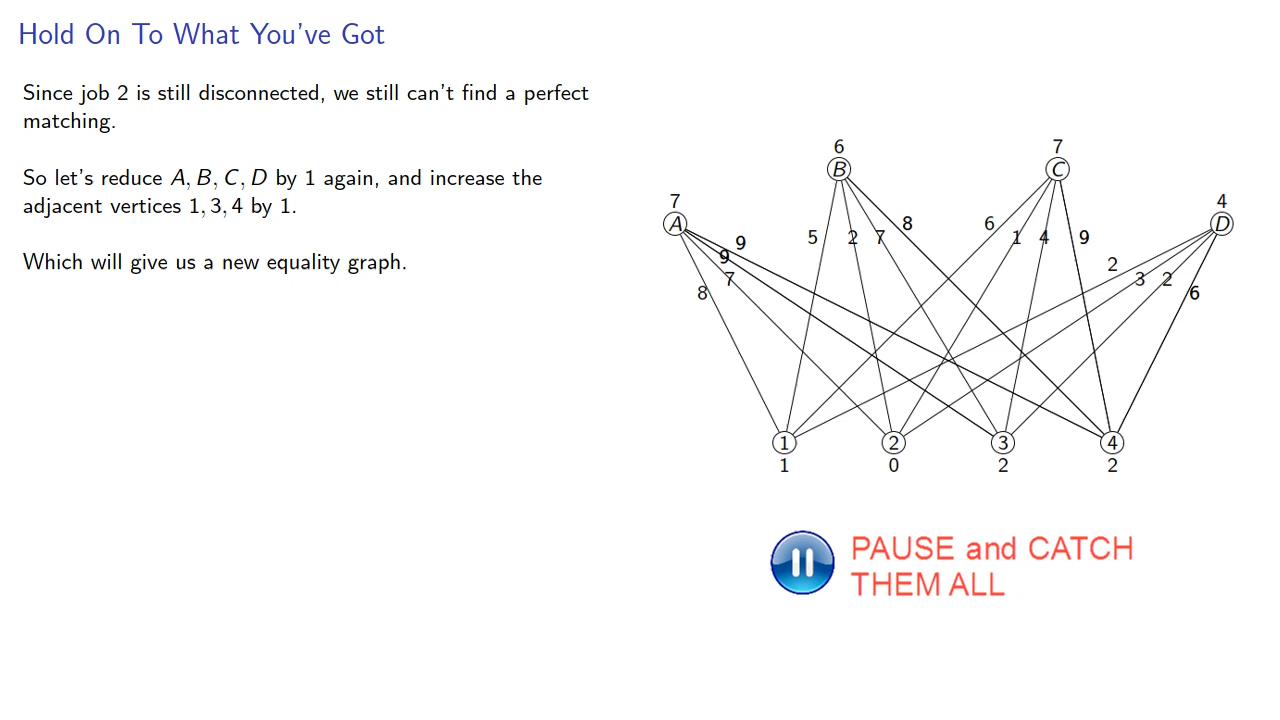 Hold On To What You've Got
Since job 2 is still disconnected, we still can't find a perfect
matching.
So let's reduce A, B, C, D by 1 again, and increase the
adjacent vertices 1, 3, 4 by 1.
Which will give us a new equality graph.
6 7
B C
7 4
A D
9 5 2 7 8 6 1 4 9
9 2
7 3 2
8 6
1 2 3 4
1 0 2 2
PAUSE and CATCH
THEM ALL